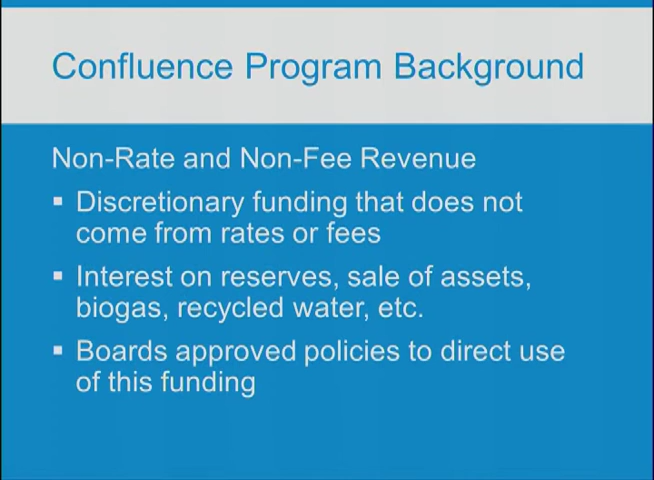 Confluence Program Background
Non-Rate and Non-Fee Revenue
▪ Discretionary funding that does not
come from rates or fees
▪ Interest on reserves, sale of assets,
biogas, recycled water, etc.
▪ Boards approved policies to direct use
of this funding